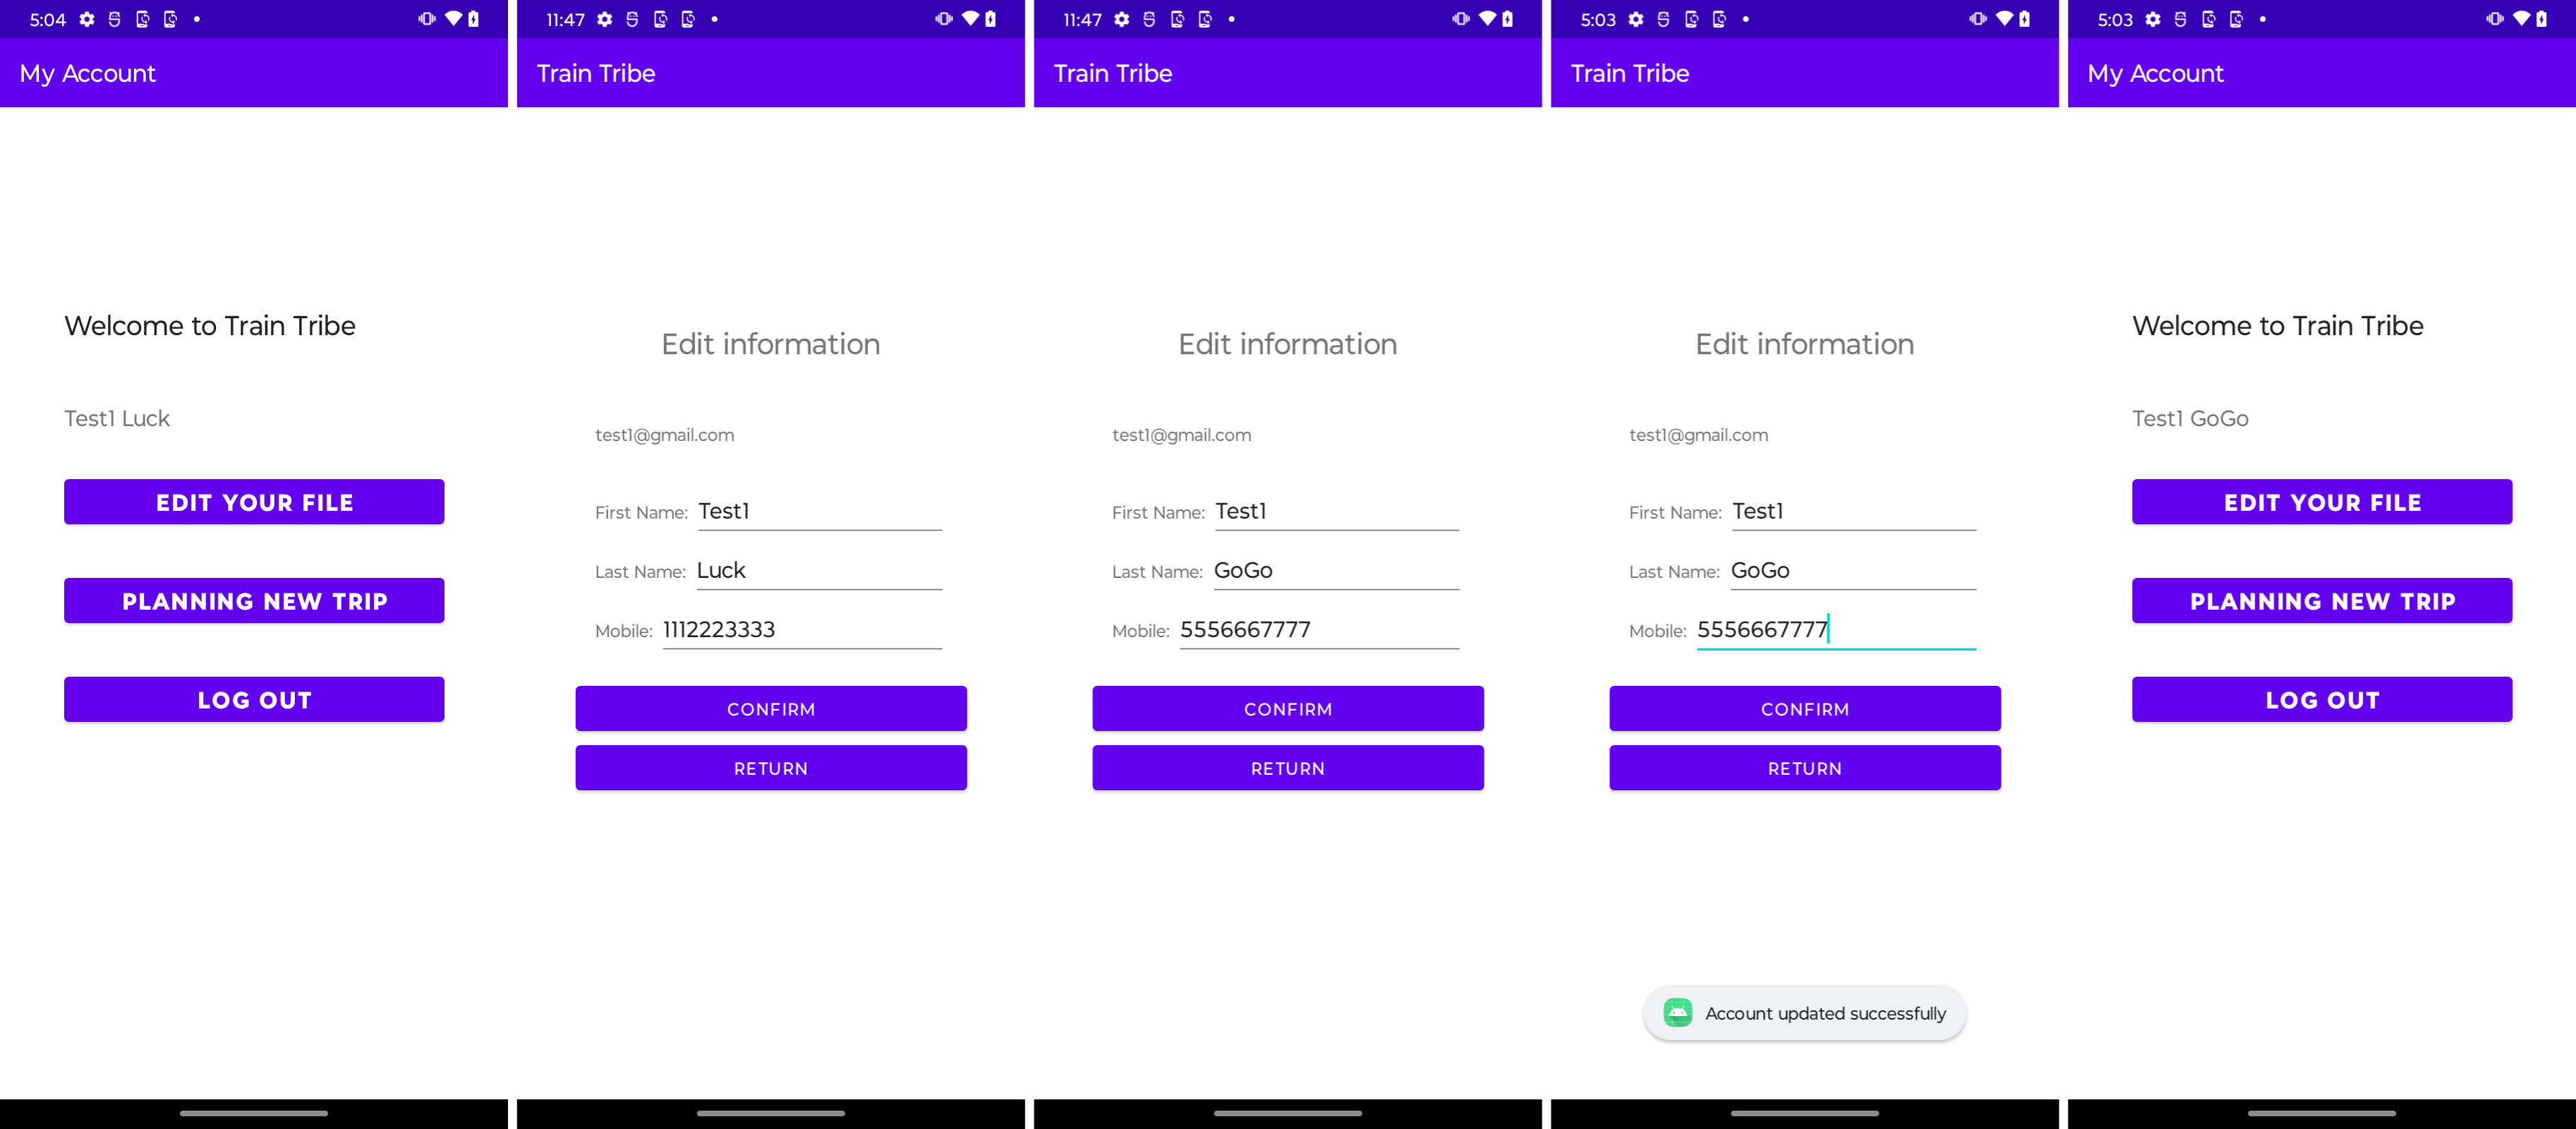 5:04
My Account
Welcome to Train Tribe
Test1 Luck
EDIT YOUR FILE
PLANNING NEW TRIP
LOG OUT
11:47
Train Tribe
Edit information
test1@gmail.com
First Name: Test1
Last Name: Luck
Mobile: 1112223333
CONFIRM
RETURN
11:47
Train Tribe
Edit information
test1@gmail.com
First Name: Test1
Last Name: GoGo
Mobile: 5556667777
CONFIRM
RETURN
5:03
Train Tribe
Edit information
test1@gmail.com
First Name: Test1
Last Name: GoGo
Mobile: 5556667777
CONFIRM
RETURN
Account updated successfully
5:03
My Account
Welcome to Train Tribe
Test1 GoGo
EDIT YOUR FILE
PLANNING NEW TRIP
LOG OUT